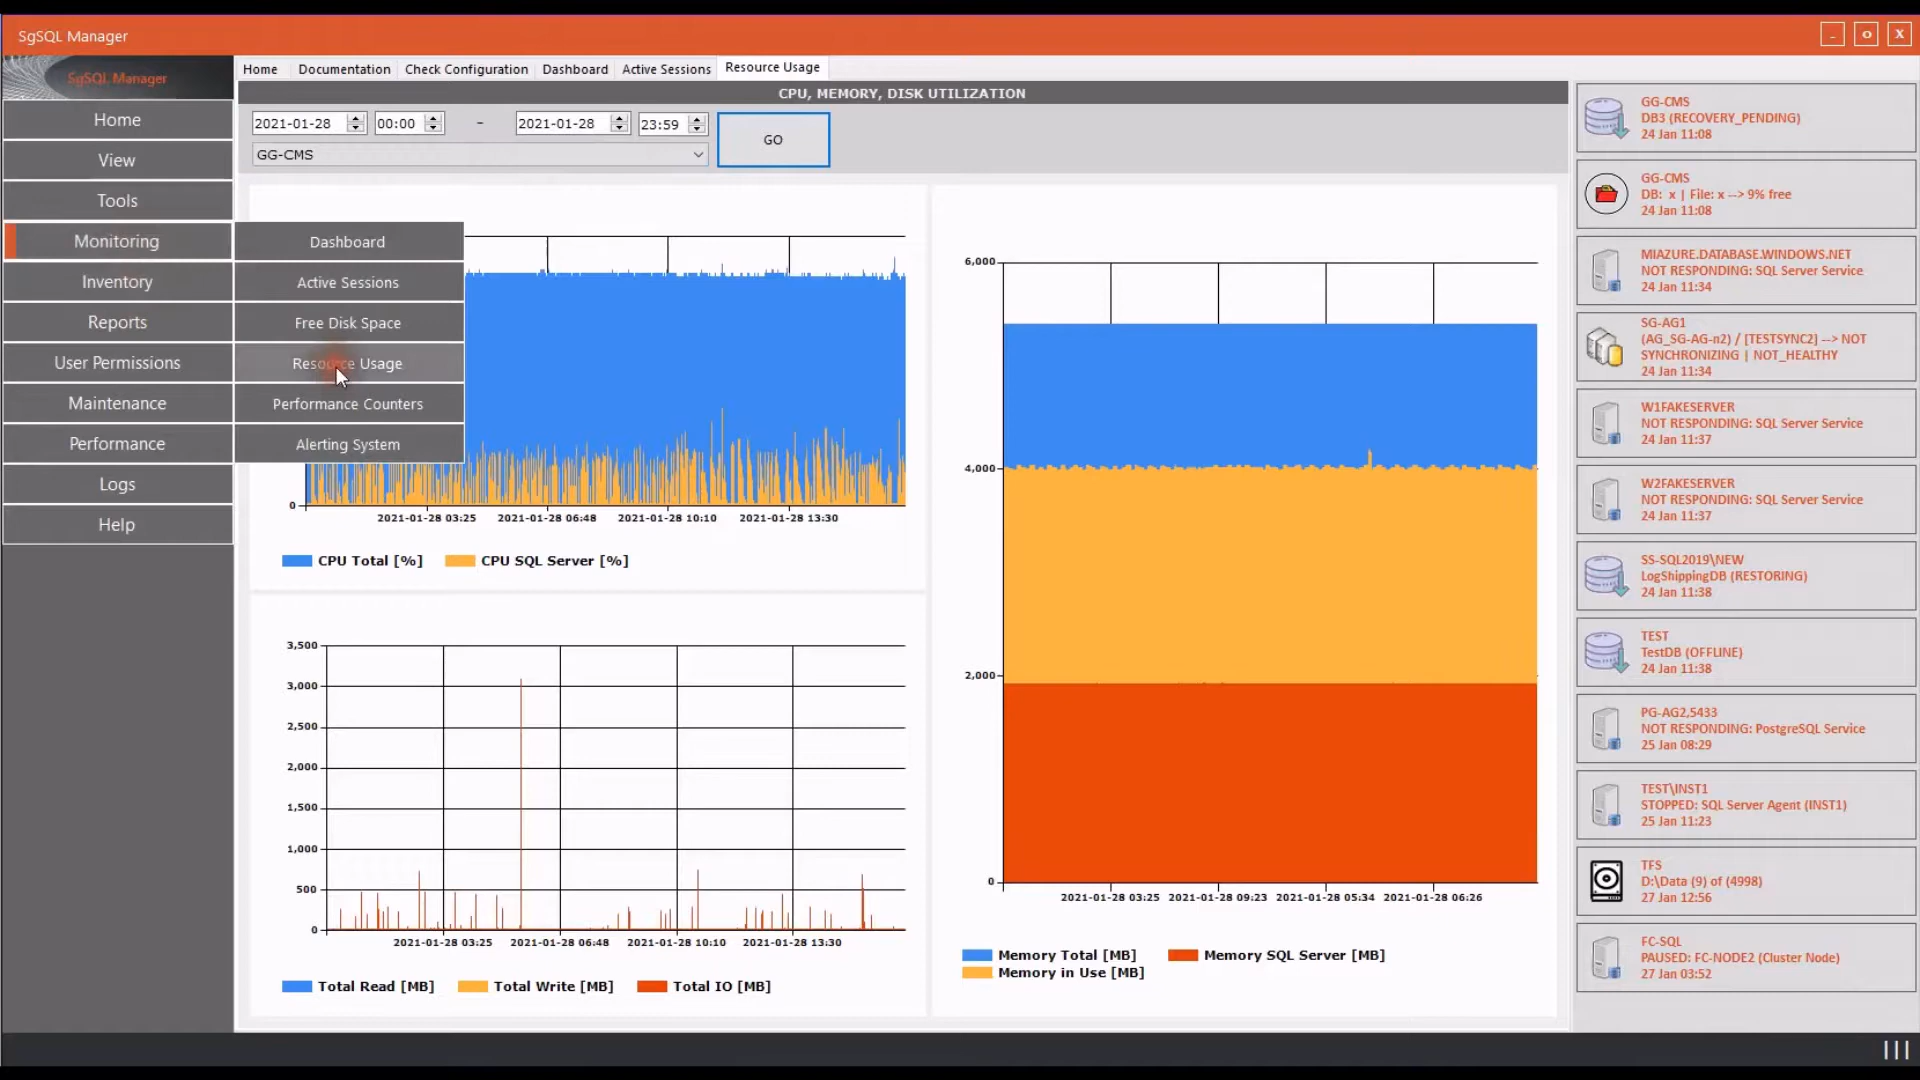 SgSQL Manager
_ o X
SgSQL Manager
Home
View
Tools
Monitoring
Inventory
Reports
User Permissions
Maintenance
Performance
Logs
Help
Dashboard
Active Sessions
Free Disk Space
Resource Usage
Performance Counters
Alerting System
Home Documentation Check Configuration Dashboard Active Sessions Resource Usage
CPU, MEMORY, DISK UTILIZATION
2021-01-28 00:00 - 2021-01-28 23:59
GG-CMS
GO
0
2021-01-28 03:25 2021-01-28 06:48 2021-01-28 10:10 2021-01-28 13:30
CPU Total [%] CPU SQL Server [%]
3,500
3,000
2,500
2,000
1,500
1,000
500
0
2021-01-28 03:25 2021-01-28 06:48 2021-01-28 10:10 2021-01-28 13:30
Total Read [MB] Total Write [MB] Total IO [MB]
6,000
4,000
2,000
0
2021-01-28 03:25 2021-01-28 09:23 2021-01-28 05:34 2021-01-28 06:26
Memory Total [MB] Memory SQL Server [MB]
Memory in Use [MB]
GG-CMS
DB3 (RECOVERY_PENDING)
24 Jan 11:08
GG-CMS
DB: x | File: x --> 9% free
24 Jan 11:08
MIAZURE.DATABASE.WINDOWS.NET
NOT RESPONDING: SQL Server Service
24 Jan 11:34
SG-AG1
(AG_SG-AG-n2) / [TESTSYNC2] --> NOT
SYNCHRONIZING | NOT_HEALTHY
24 Jan 11:34
W1FAKESERVER
NOT RESPONDING: SQL Server Service
24 Jan 11:37
W2FAKESERVER
NOT RESPONDING: SQL Server Service
24 Jan 11:37
SS-SQL2019\NEW
LogShippingDB (RESTORING)
24 Jan 11:38
TEST
TestDB (OFFLINE)
24 Jan 11:38
PG-AG2,5433
NOT RESPONDING: PostgreSQL Service
25 Jan 08:29
TEST\INST1
STOPPED: SQL Server Agent (INST1)
25 Jan 11:23
TFS
D:\Data (9) of (4998)
27 Jan 12:56
FC-SQL
PAUSED: FC-NODE2 (Cluster Node)
27 Jan 03:52